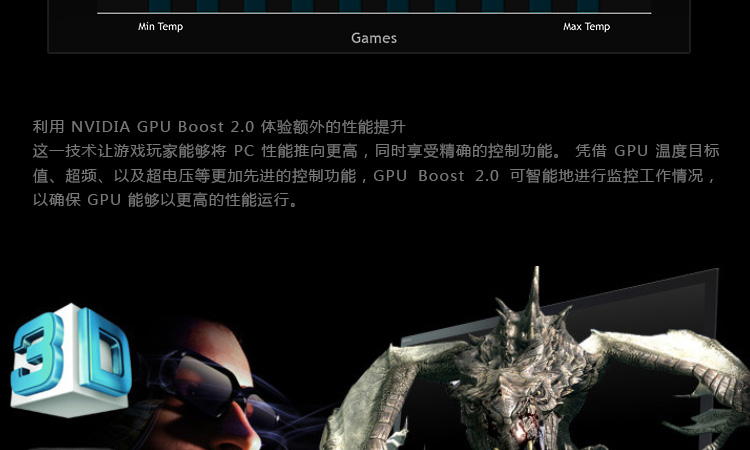 Min Temp
Max Temp
Games
利用 NVIDIA GPU Boost 2.0 体验额外的性能提升
这一技术让游戏玩家能够将 PC 性能推向更高，同时享受精确的控制功能。 凭借 GPU 温度目标
值、超频、以及超电压等更加先进的控制功能，GPU Boost 2.0 可智能地进行监控工作情况，
以确保 GPU 能够以更高的性能运行。
3D